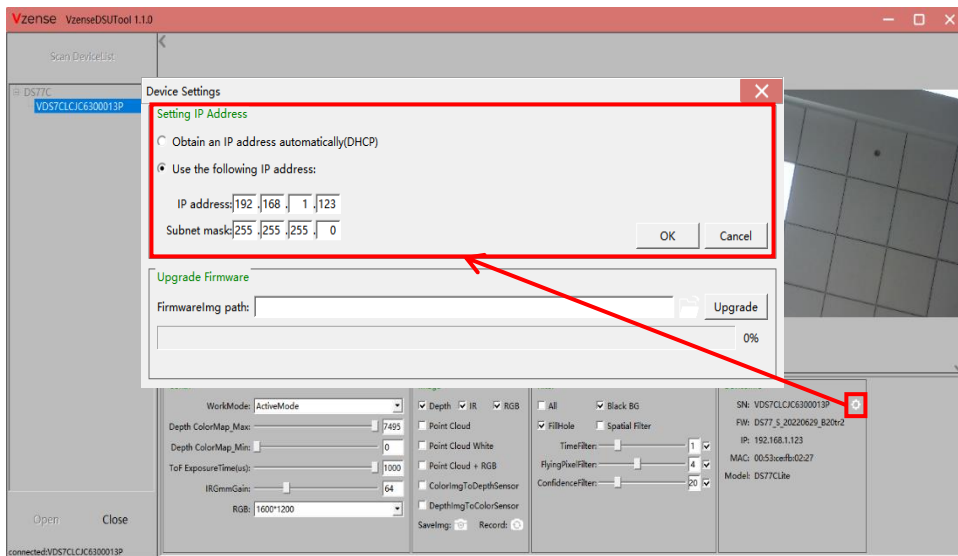 Vzense VzenseDSUTool 1.1.0
Scan DeviceList
DS77C
VDS7CLCJC6300013P
Device Settings
Setting IP Address
Obtain an IP address automatically(DHCP)
Use the following IP address:
IP address: 192 .168 . 1 .123
Subnet mask: 255 .255 .255 . 0
OK Cancel
Upgrade Firmware
FirmwareImg path: Upgrade
0%
WorkMode: ActiveMode
Depth ColorMap_Max: 7495
Depth ColorMap_Min: 0
ToF ExposureTime(us): 1000
IRGmmGain: 64
RGB: 1600*1200
Depth IR RGB
Point Cloud
Point Cloud White
Point Cloud + RGB
ColorImgToDepthSensor
DepthImgToColorSensor
SaveImg: Record:
All Black BG
FillHole Spatial Filter
TimeFilter: 1
FlyingPixelFilter: 4
ConfidenceFilter: 20
SN: VDS7CLCJC6300013P
FW: DS77_S_20220629_B20tr2
IP: 192.168.1.123
MAC: 00:53:ce:fb:02:27
Model: DS77CLite
Open Close
connected:VDS7CLCJC6300013P